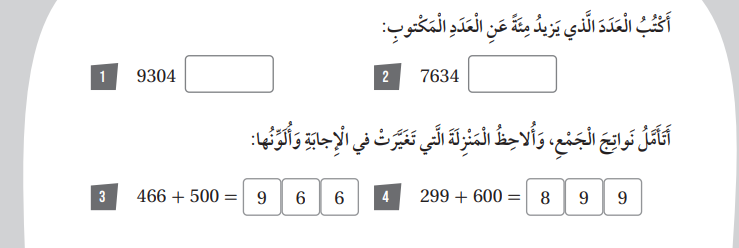 أَكْتُبُ الْعَدَدَ الَّذي يَزيدُ مِئَةً عَنِ الْعَدَدِ الْمَكْتوبِ:
1 9304 2 7634
أَتَأَمَّلُ نَواتِجَ الْجَمْعِ، وَأُلاحِظُ الْمَنْزِلَةَ الَّتي تَغَيَّرَتْ في الْإِجابَةِ وَأُلَوِّنُها:
3 466 + 500 = 9 6 6 4 299 + 600 = 8 9 9